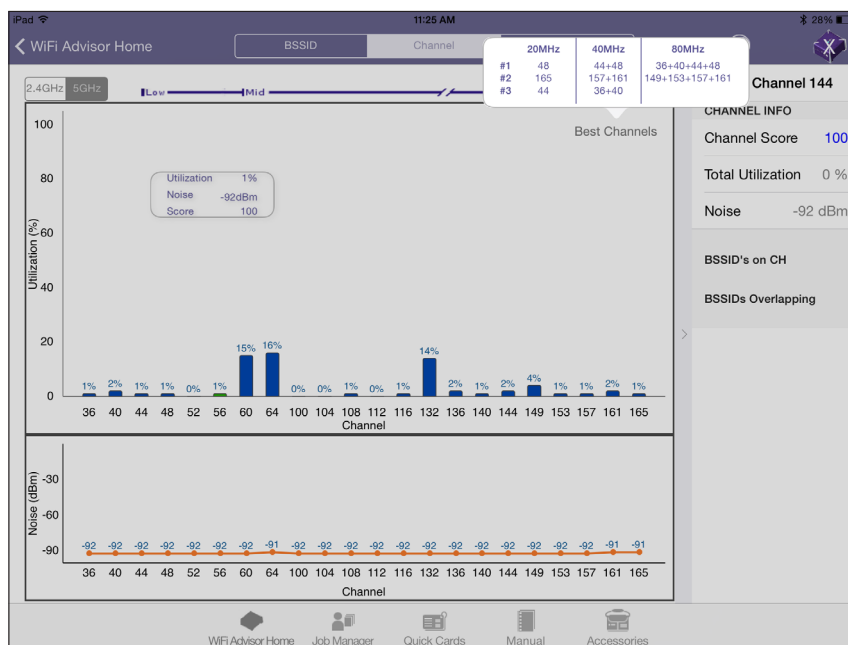 iPad 11:25 AM 28%
WiFi Advisor Home BSSID Channel X
20MHz 40MHz 80MHz
#1 48 44+48 36+40+44+48
#2 165 157+161 149+153+157+161
#3 44 36+40
2.4GHz 5GHz Low Mid
Best Channels
Utilization 1%
Noise -92dBm
Score 100
Utilization (%)
100
80
60
40
20
0
1% 2% 1% 1% 0% 1% 15% 16% 0% 0% 1% 0% 1% 14% 2% 1% 2% 4% 1% 1% 2% 1%
36 40 44 48 52 56 60 64 100 104 108 112 116 132 136 140 144 149 153 157 161 165
Channel
Noise (dBm)
-30
-60
-90
-92 -92 -92 -92 -92 -92 -92 -91 -92 -92 -92 -92 -92 -92 -92 -92 -92 -92 -92 -92 -91 -91
36 40 44 48 52 56 60 64 100 104 108 112 116 132 136 140 144 149 153 157 161 165
Channel
Channel 144
CHANNEL INFO
Channel Score 100
Total Utilization 0 %
Noise -92 dBm
BSSID's on CH
BSSIDs Overlapping
WiFi Advisor Home Job Manager Quick Cards Manual Accessories